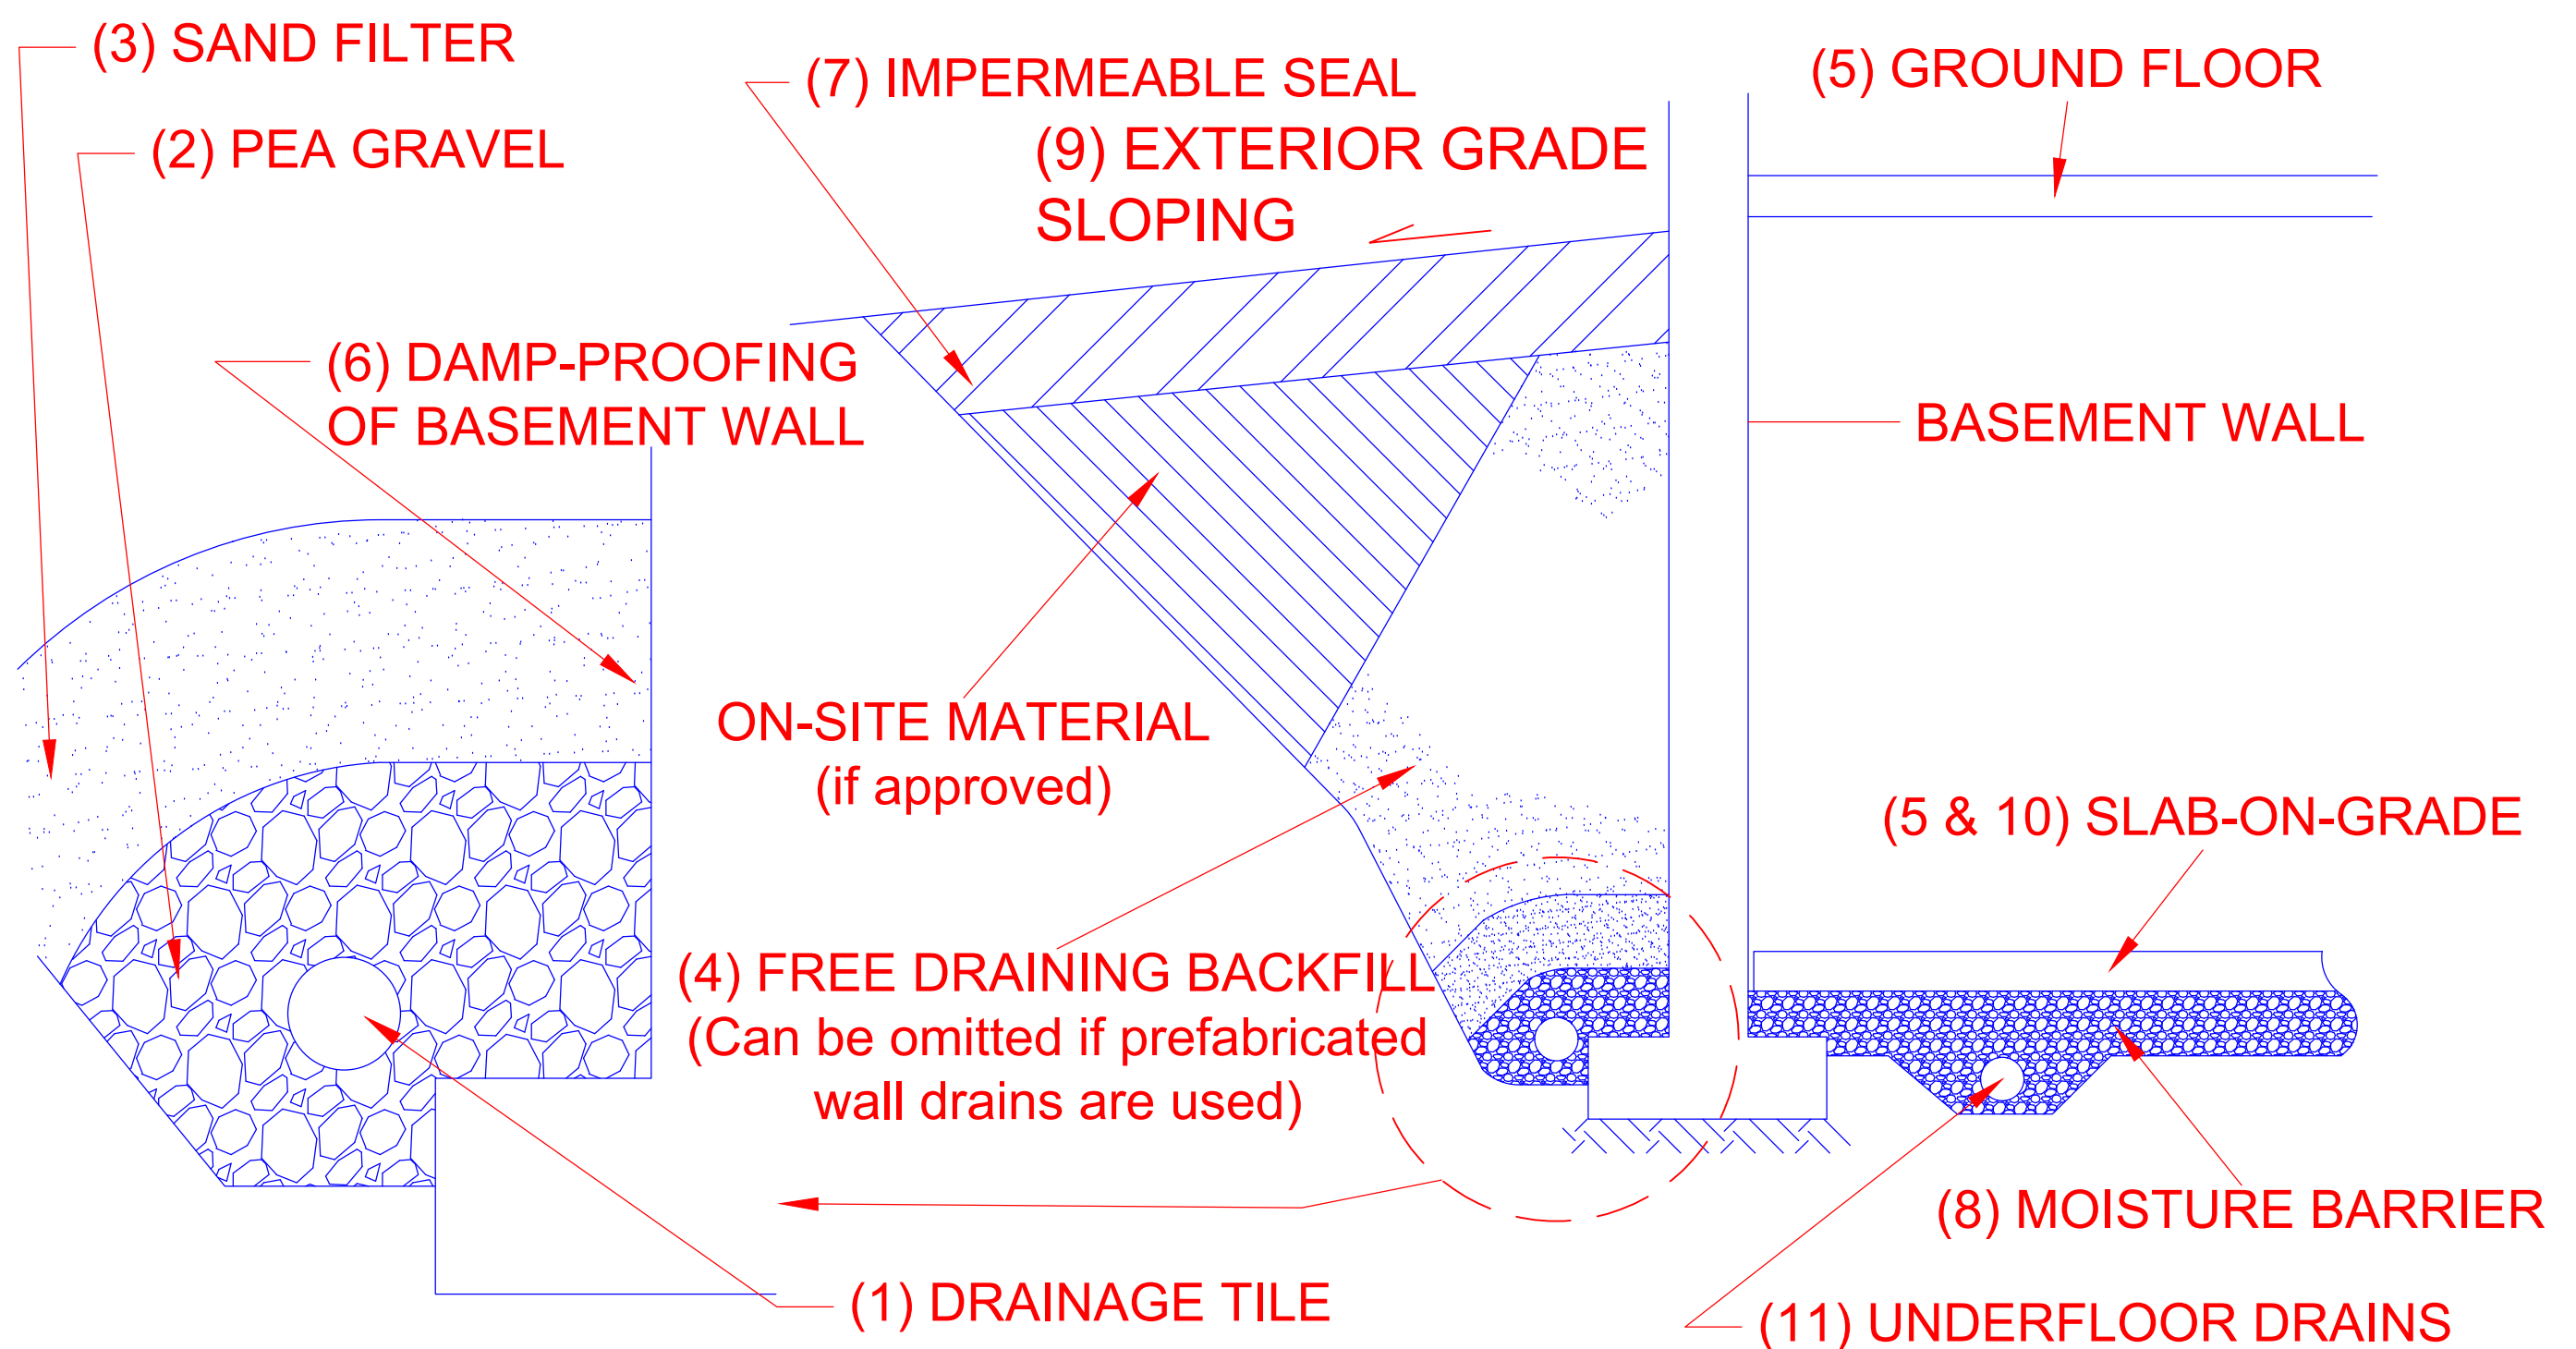 (3) SAND FILTER
(2) PEA GRAVEL
(7) IMPERMEABLE SEAL
(9) EXTERIOR GRADE
SLOPING
(5) GROUND FLOOR
(6) DAMP-PROOFING
OF BASEMENT WALL
BASEMENT WALL
ON-SITE MATERIAL
(if approved)
(5 & 10) SLAB-ON-GRADE
(4) FREE DRAINING BACKFILL
(Can be omitted if prefabricated
wall drains are used)
(8) MOISTURE BARRIER
(1) DRAINAGE TILE
(11) UNDERFLOOR DRAINS